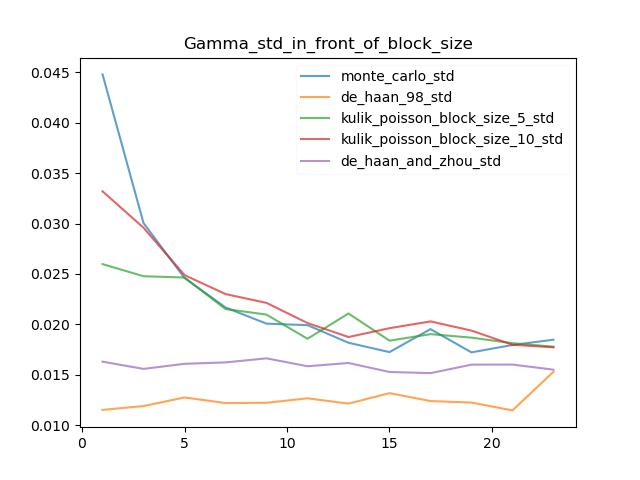 Gamma_std_in_front_of_block_size
0.045
0.040
0.035
0.030
0.025
0.020
0.015
0.010
monte_carlo_std
de_haan_98_std
kulik_poisson_block_size_5_std
kulik_poisson_block_size_10_std
de_haan_and_zhou_std
0 5 10 15 20